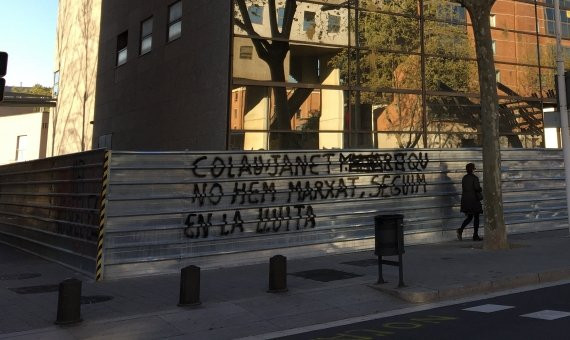 COLAUJANET
NO HEM MARXAT, SEGUIM
EN LA LLUITA